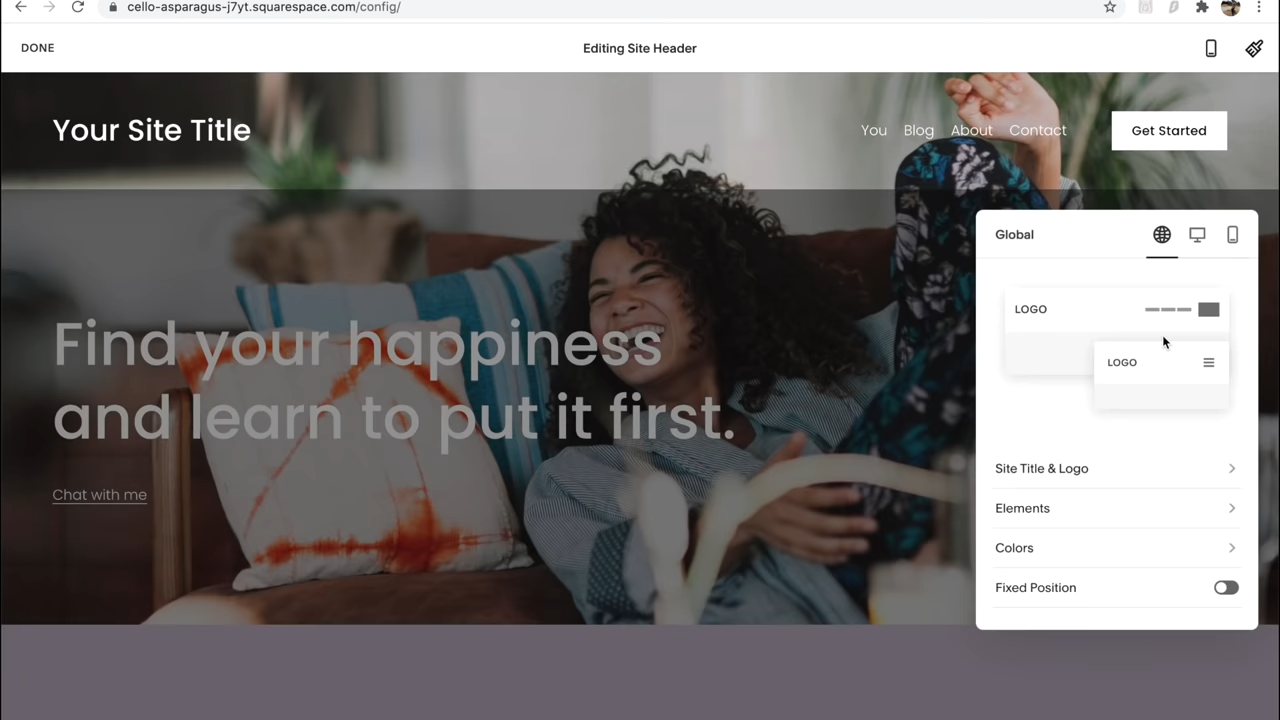 cello-asparagus-j7yt.squarespace.com/config/
DONE
Editing Site Header
Your Site Title
You Blog About Contact
Get Started
Global
LOGO
LOGO
Find your happiness
and learn to put it first.
Chat with me
Site Title & Logo
Elements
Colors
Fixed Position